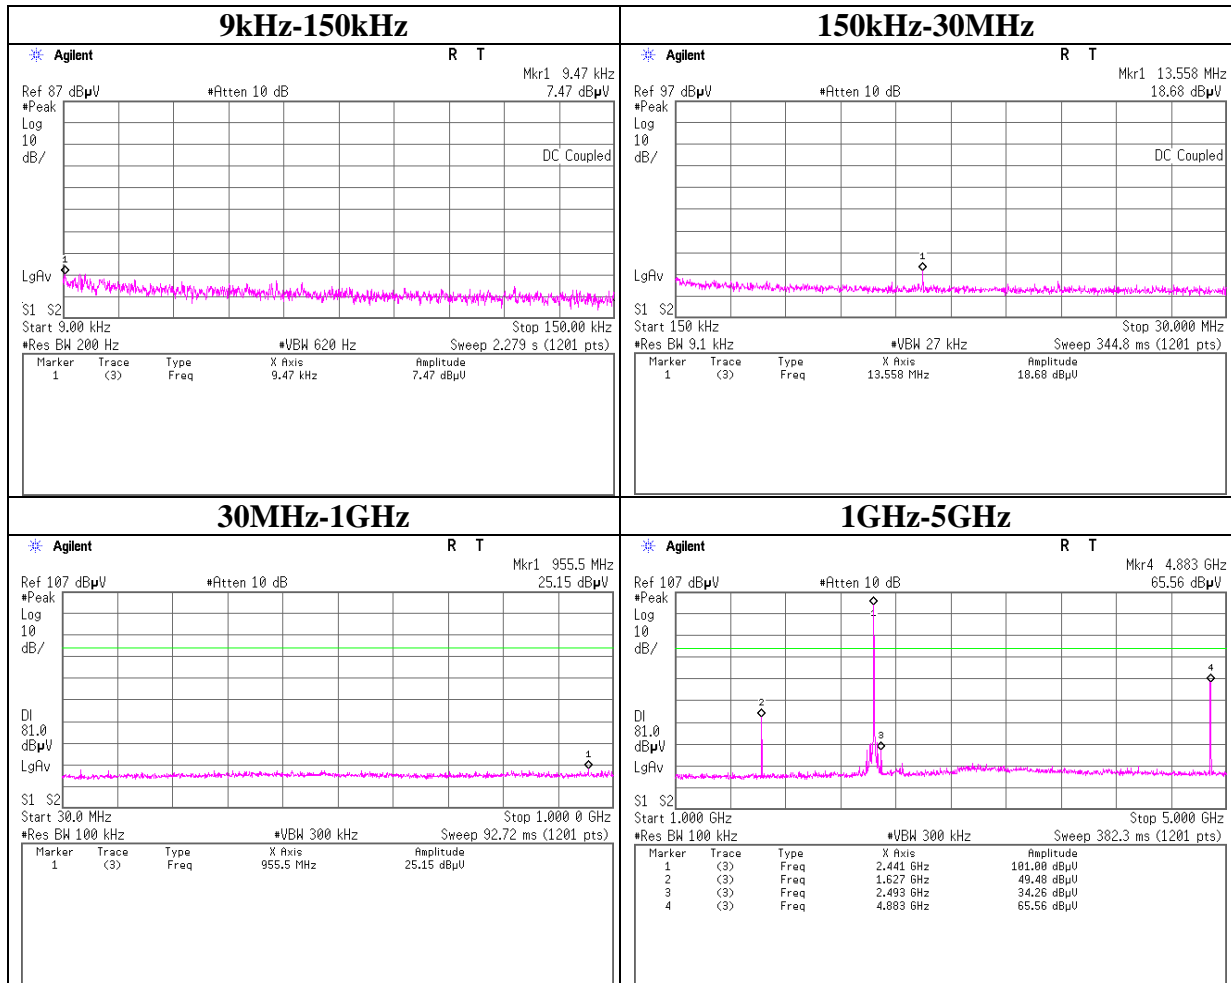 9kHz-150kHz
Agilent R T
Mkr1 9.47 kHz
Ref 87 dBµV #Atten 10 dB 7.47 dBµV
#Peak
Log
10
dB/
DC Coupled
1
LgAv
S1 S2
Start 9.00 kHz Stop 150.00 kHz
#Res BW 200 Hz #VBW 620 Hz Sweep 2.279 s (1201 pts)
Marker Trace Type X Axis Amplitude
1 (3) Freq 9.47 kHz 7.47 dBµV
150kHz-30MHz
Agilent R T
Mkr1 13.558 MHz
Ref 97 dBµV #Atten 10 dB 18.68 dBµV
#Peak
Log
10
dB/
DC Coupled
1
LgAv
S1 S2
Start 150 kHz Stop 30.000 MHz
#Res BW 9.1 kHz #VBW 27 kHz Sweep 344.8 ms (1201 pts)
Marker Trace Type X Axis Amplitude
1 (3) Freq 13.558 MHz 18.68 dBµV
30MHz-1GHz
Agilent R T
Mkr1 955.5 MHz
Ref 107 dBµV #Atten 10 dB 25.15 dBµV
#Peak
Log
10
dB/
DI
81.0
dBµV
1
LgAv
S1 S2
Start 30.0 MHz Stop 1.000 0 GHz
#Res BW 100 kHz #VBW 300 kHz Sweep 92.72 ms (1201 pts)
Marker Trace Type X Axis Amplitude
1 (3) Freq 955.5 MHz 25.15 dBµV
1GHz-5GHz
Agilent R T
Mkr4 4.883 GHz
Ref 107 dBµV #Atten 10 dB 65.56 dBµV
#Peak
Log
10
dB/
1
4
2
DI
81.0
dBµV
3
LgAv
S1 S2
Start 1.000 GHz Stop 5.000 GHz
#Res BW 100 kHz #VBW 300 kHz Sweep 382.3 ms (1201 pts)
Marker Trace Type X Axis Amplitude
1 (3) Freq 2.441 GHz 101.00 dBµV
2 (3) Freq 1.627 GHz 49.48 dBµV
3 (3) Freq 2.493 GHz 34.26 dBµV
4 (3) Freq 4.883 GHz 65.56 dBµV